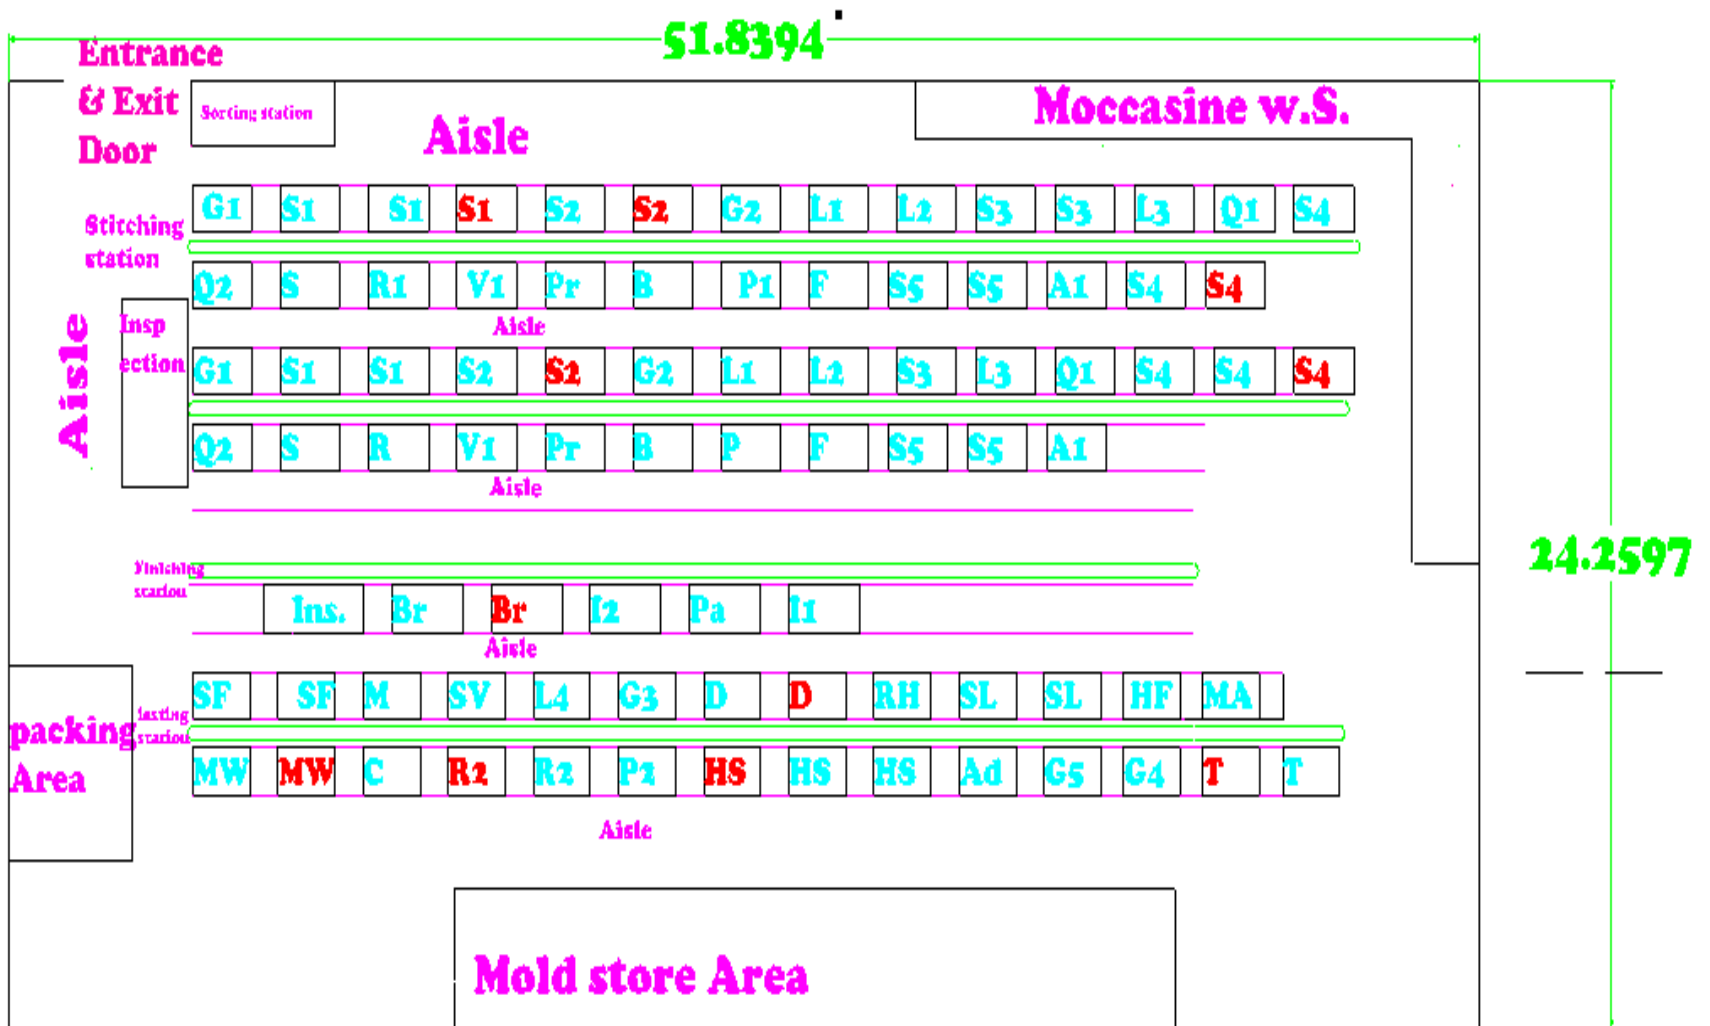 51.8394
Entrance
& Exit
Door
Sorting station
Aisle
Moccasine w.S.
G1 S1 S1 S1 S2 S2 G2 L1 L2 S3 S3 L3 Q1 S4
Stitching
station
Q2 S R1 V1 Pr B P1 F S5 S5 A1 S4 S4
Aisle
Aisle
Insp
ection
G1 S1 S1 S2 S2 G2 L1 L2 S3 L3 Q1 S4 S4 S4
Q2 S R V1 Pr B P F S5 S5 A1
Aisle
24.2597
Finishing
station
Ins. Br Br I2 Pa I1
Aisle
SF SF M SV L4 G3 D D RH SL SL HF MA
lasting
station
packing
Area
MW MW C R2 R2 P2 HS HS HS Ad G5 G4 T T
Aisle
Mold store Area